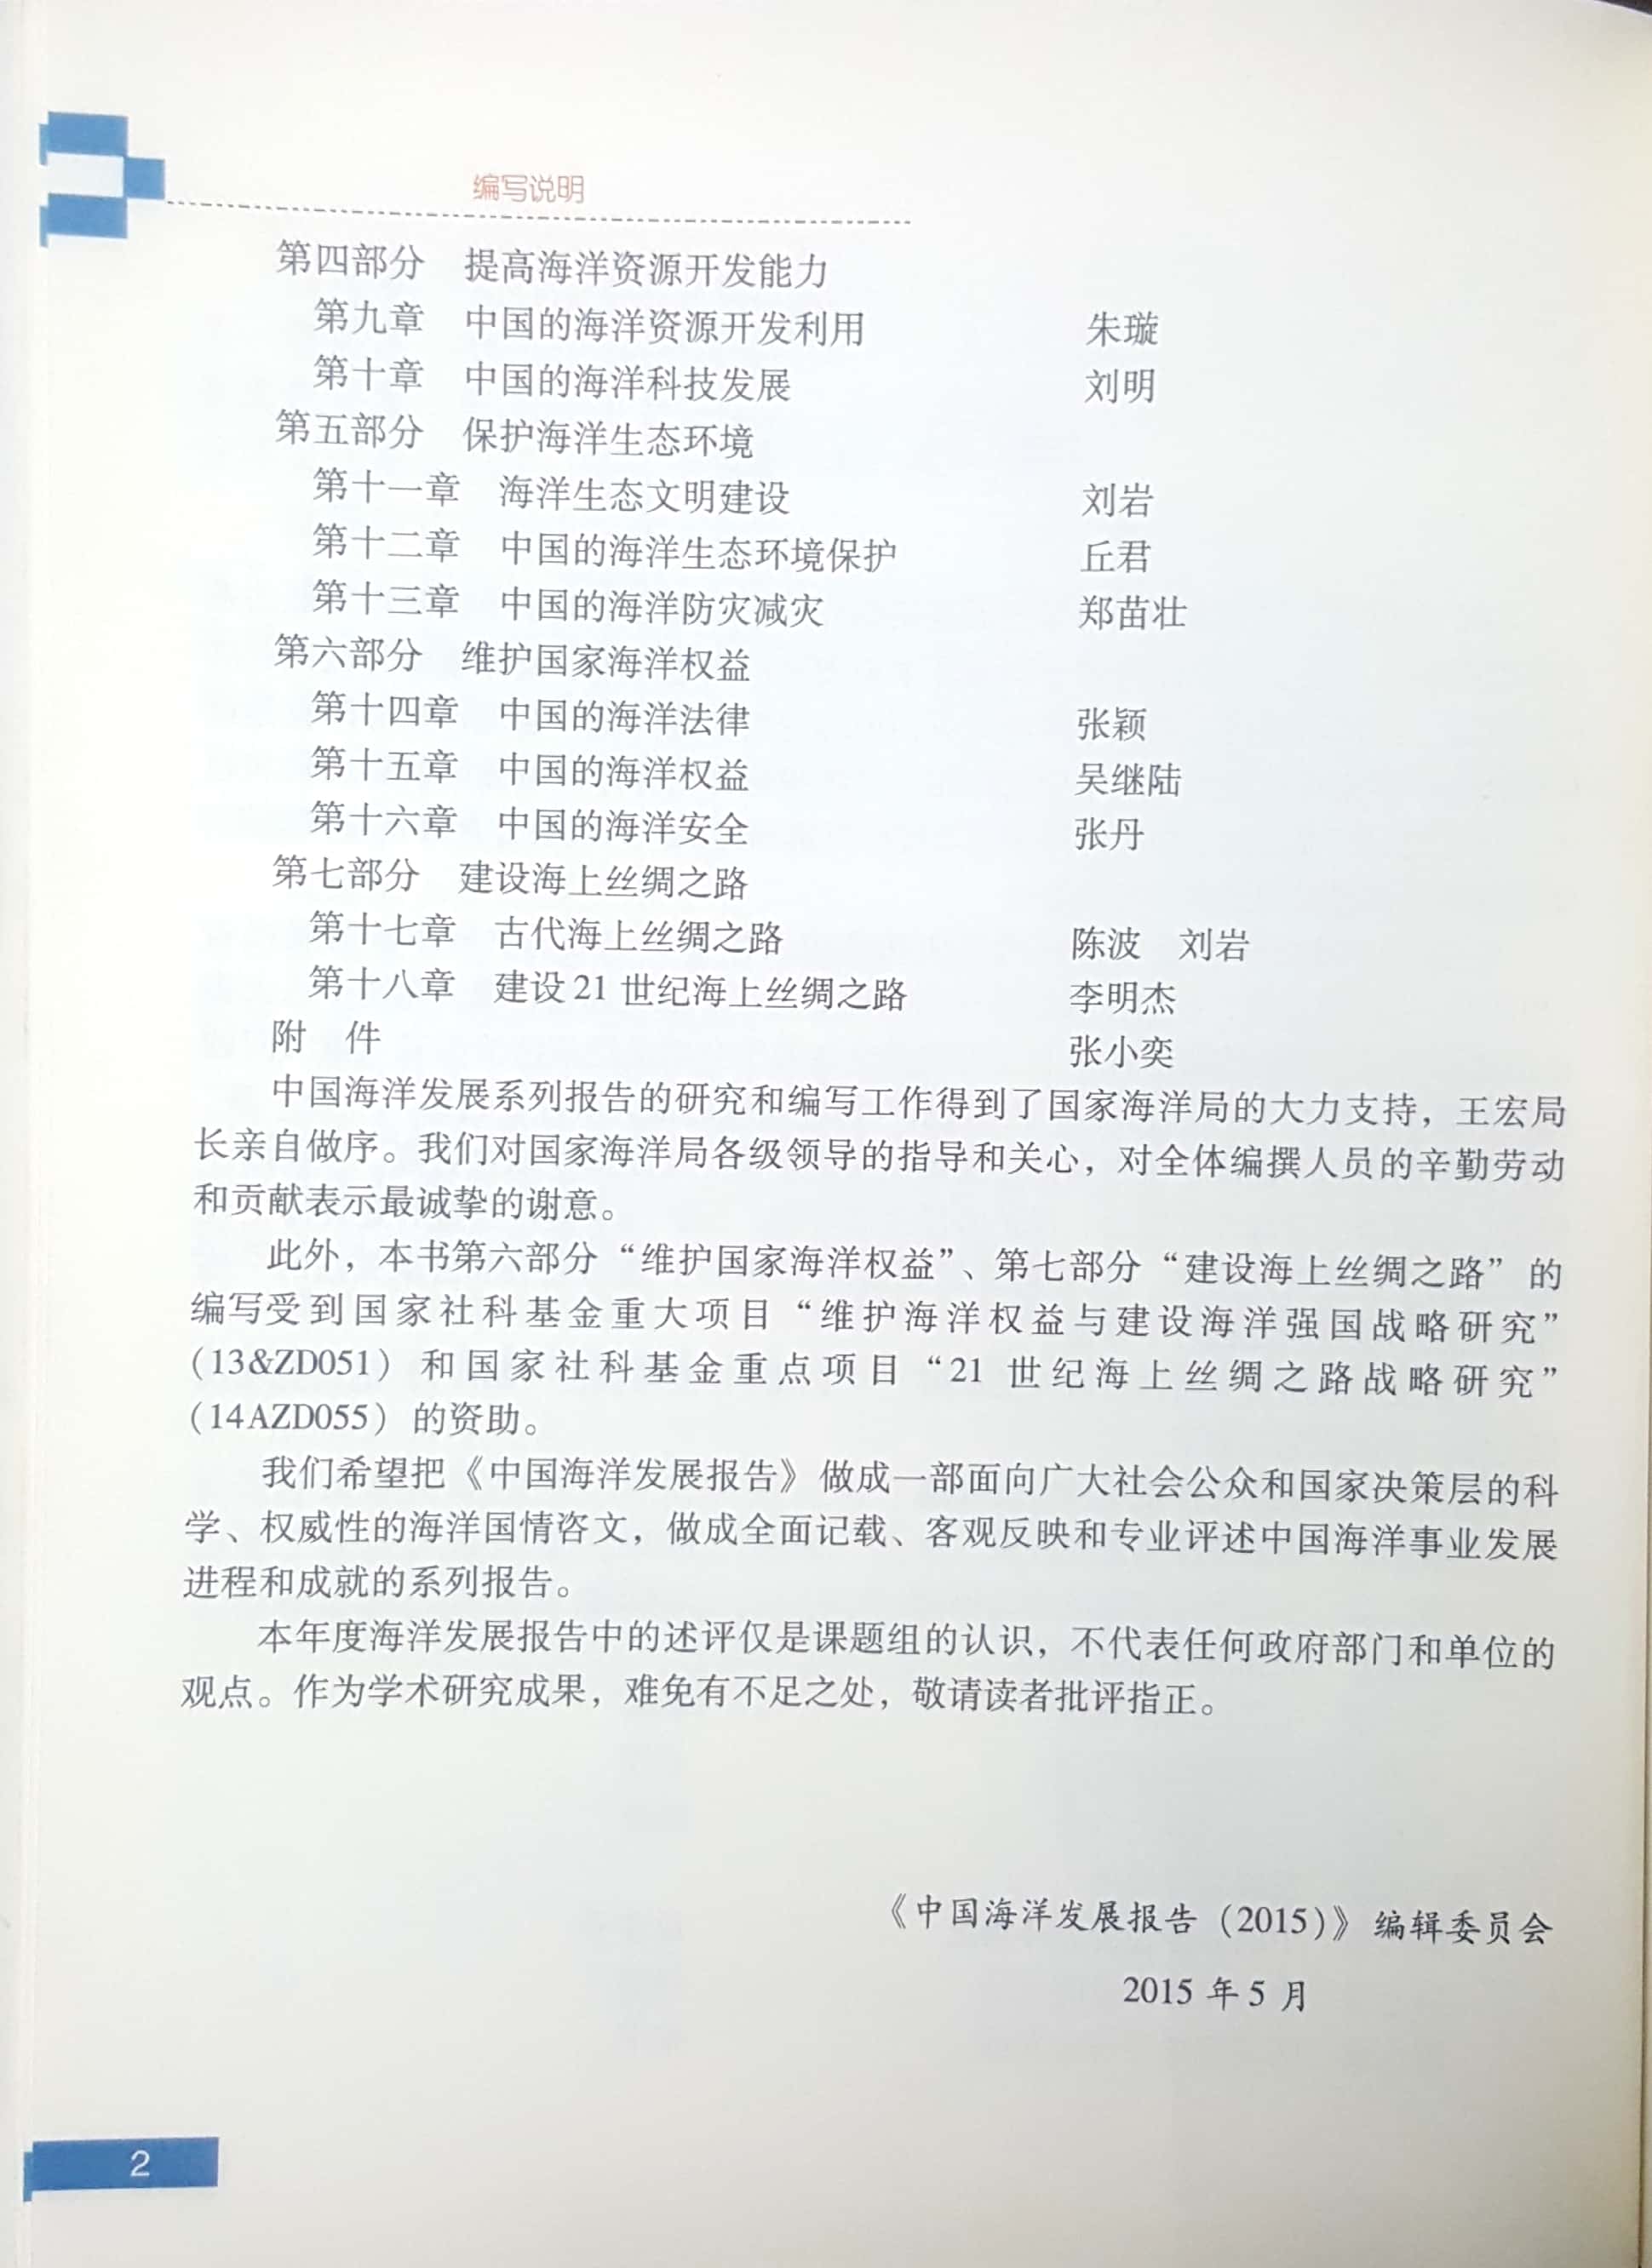 编写说明
第四部分 提高海洋资源开发能力
第九章 中国的海洋资源开发利用 朱璇
第十章 中国的海洋科技发展 刘明
第五部分 保护海洋生态环境
第十一章 海洋生态文明建设 刘岩
第十二章 中国的海洋生态环境保护 丘君
第十三章 中国的海洋防灾减灾 郑苗壮
第六部分 维护国家海洋权益
第十四章 中国的海洋法律 张颖
第十五章 中国的海洋权益 吴继陆
第十六章 中国的海洋安全 张丹
第七部分 建设海上丝绸之路
第十七章 古代海上丝绸之路 陈波 刘岩
第十八章 建设21世纪海上丝绸之路 李明杰
附 件 张小奕
中国海洋发展系列报告的研究和编写工作得到了国家海洋局的大力支持，王宏局
长亲自做序。我们对国家海洋局各级领导的指导和关心，对全体编撰人员的辛勤劳动
和贡献表示最诚挚的谢意。
此外，本书第六部分“维护国家海洋权益”、第七部分“建设海上丝绸之路”的
编写受到国家社科基金重大项目“维护海洋权益与建设海洋强国战略研究”
（13&ZD051）和国家社科基金重点项目“21世纪海上丝绸之路战略研究”
（14AZD055）的资助。
我们希望把《中国海洋发展报告》做成一部面向广大社会公众和国家决策层的科
学、权威性的海洋国情咨文，做成全面记载、客观反映和专业评述中国海洋事业发展
进程和成就的系列报告。
本年度海洋发展报告中的述评仅是课题组的认识，不代表任何政府部门和单位的
观点。作为学术研究成果，难免有不足之处，敬请读者批评指正。
《中国海洋发展报告（2015）》编辑委员会
2015年5月
2